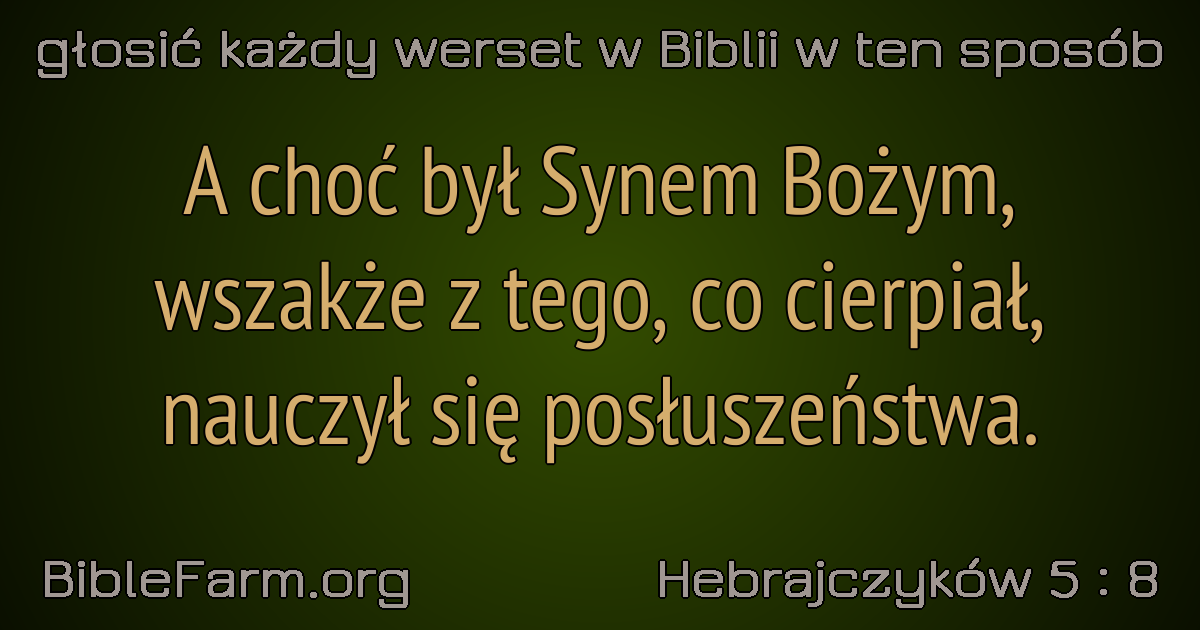 głosić każdy werset w Biblii w ten sposób
A choć był Synem Bożym,
wszakże z tego, co cierpiał,
nauczył się posłuszeństwa.
BibleFarm.org
Hebrajczyków 5 : 8